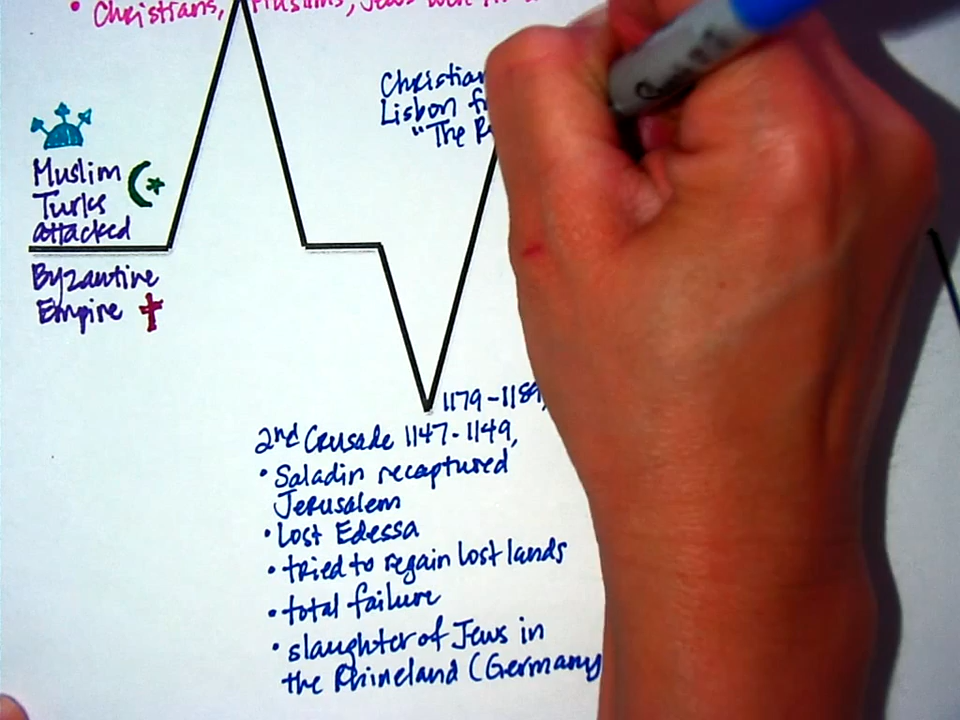 • Christians, Muslims, Jews
Christian
Lisbon
"The
Muslim
Turks
attacked
Byzantine
Empire
1179-1189,
2nd Crusade 1147-1149,
• Saladin recaptured
Jerusalem
• Lost Edessa
• tried to regain lost lands
• total failure
• slaughter of Jews in
the Rhineland (Germany)